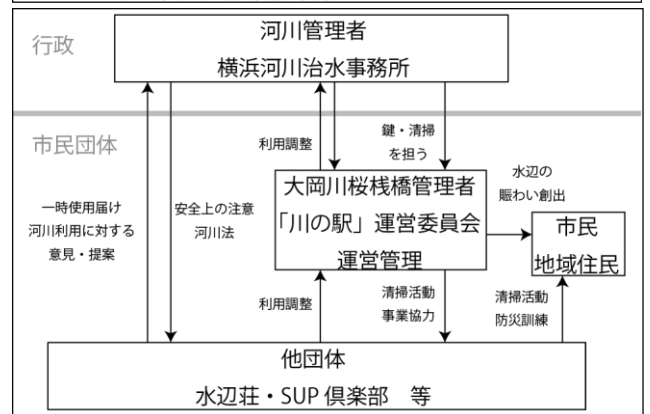 行政
河川管理者
横浜河川治水事務所
市民団体
利用調整
鍵・清掃
を担う
一時使用届け
河川利用に対する
意見・提案
安全上の注意
河川法
大岡川桜桟橋管理者
「川の駅」運営委員会
運営管理
水辺の
賑わい創出
市民
地域住民
利用調整
清掃活動
事業協力
清掃活動
防災訓練
他団体
水辺荘・SUP 倶楽部　等